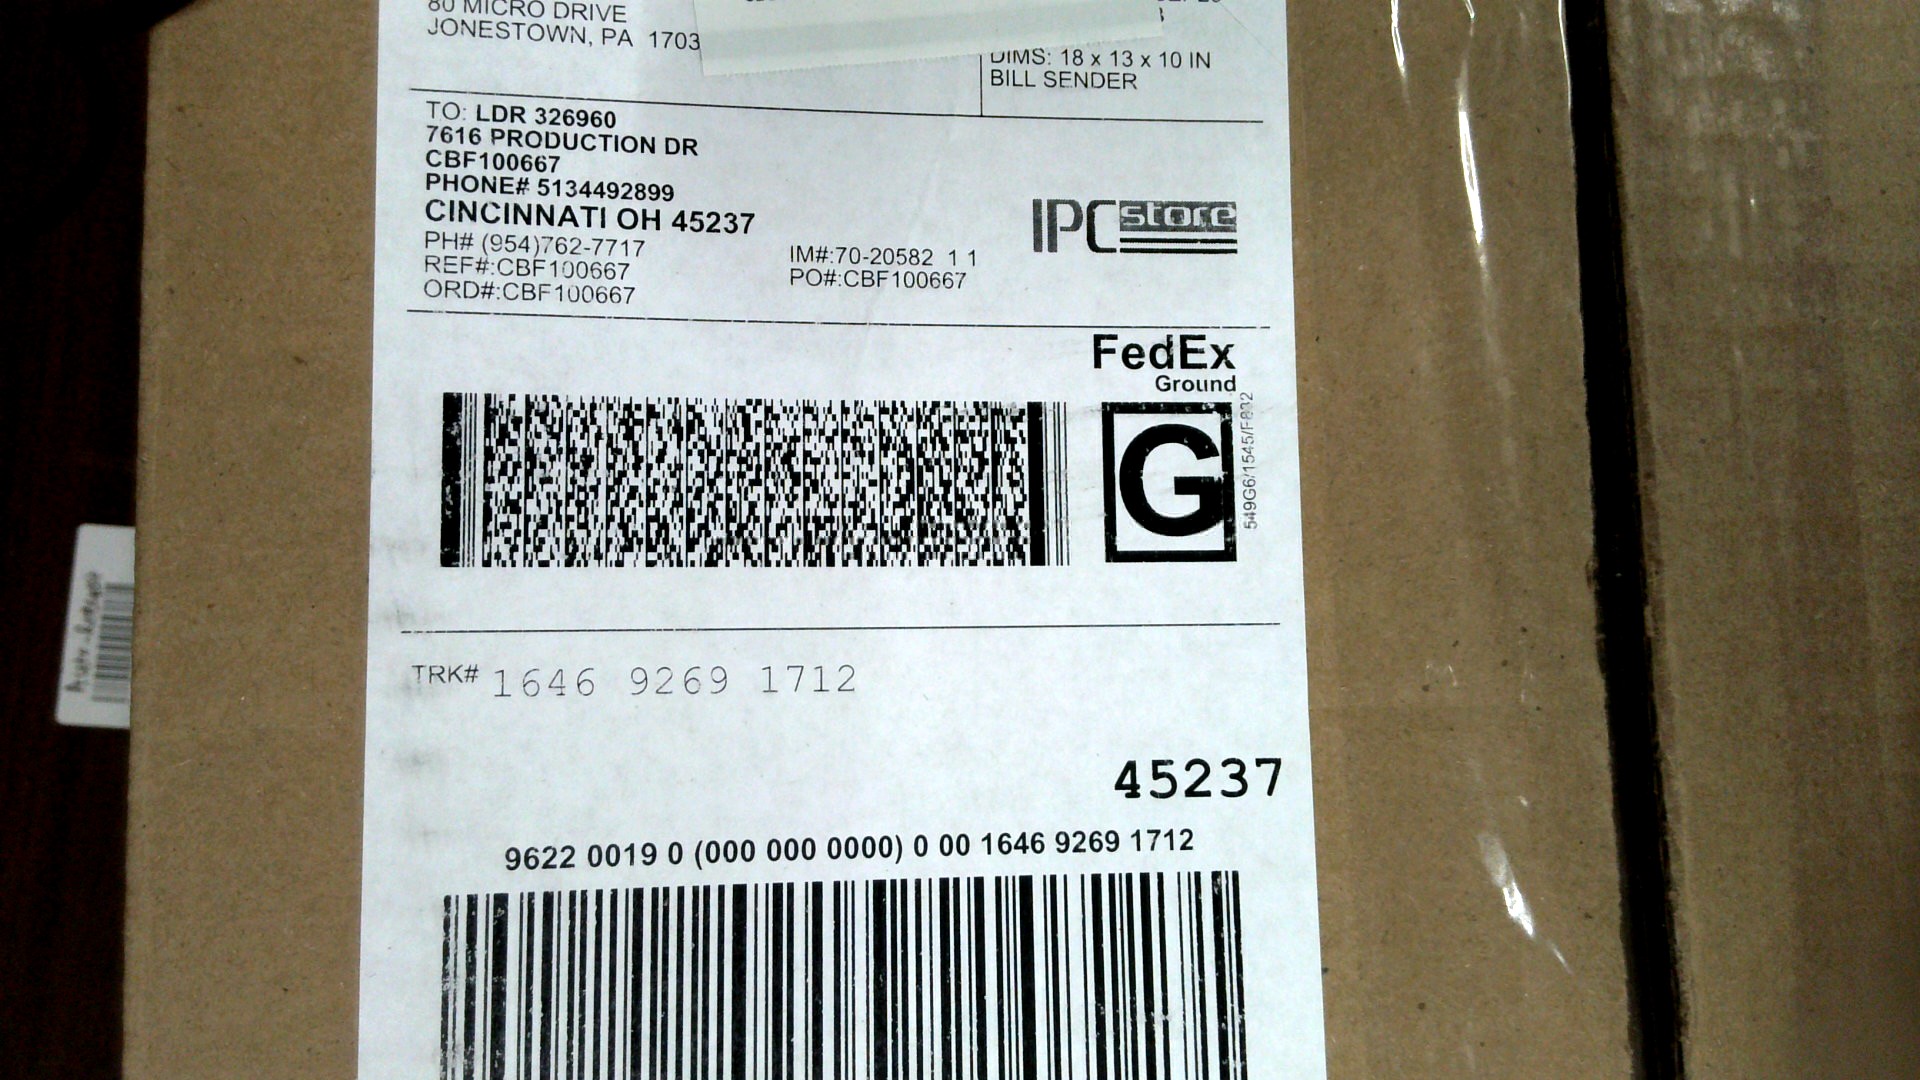 80 MICRO DRIVE
JONESTOWN, PA 1703
DIMS: 18 x 13 x 10 IN
BILL SENDER
TO: LDR 326960
7616 PRODUCTION DR
CBF100667
PHONE# 5134492899
CINCINNATI OH 45237
PH# (954)762-7717
REF#:CBF100667
ORD#:CBF100667
IM#:70-20582 1 1
PO#:CBF100667
IPC store
FedEx
Ground
G
549G6/1545/F832
TRK# 1646 9269 1712
45237
9622 0019 0 (000 000 0000) 0 00 1646 9269 1712